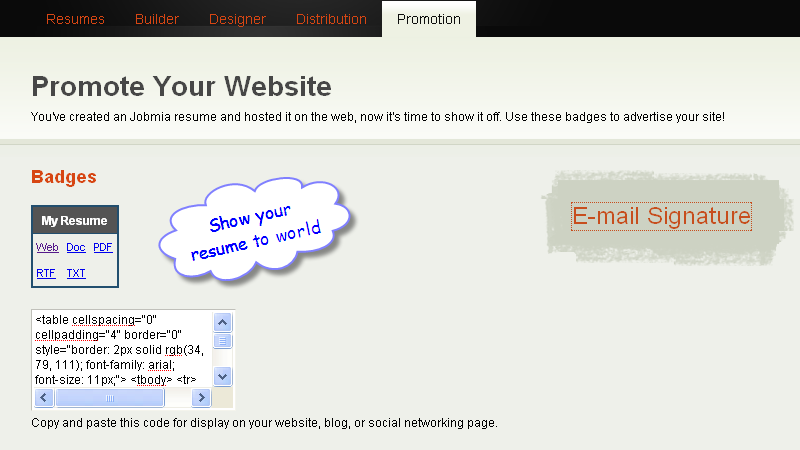 Resumes Builder Designer Distribution Promotion
Promote Your Website
You've created an Jobmia resume and hosted it on the web, now it's time to show it off. Use these badges to advertise your site!
Badges
My Resume
Web Doc PDF
RTF TXT
Show your
resume to world
E-mail Signature
<table cellspacing="0"
cellpadding="4" border="0"
style="border: 2px solid rgb(34,
79, 111); font-family: arial;
font-size: 11px;"> <tbody> <tr>
Copy and paste this code for display on your website, blog, or social networking page.